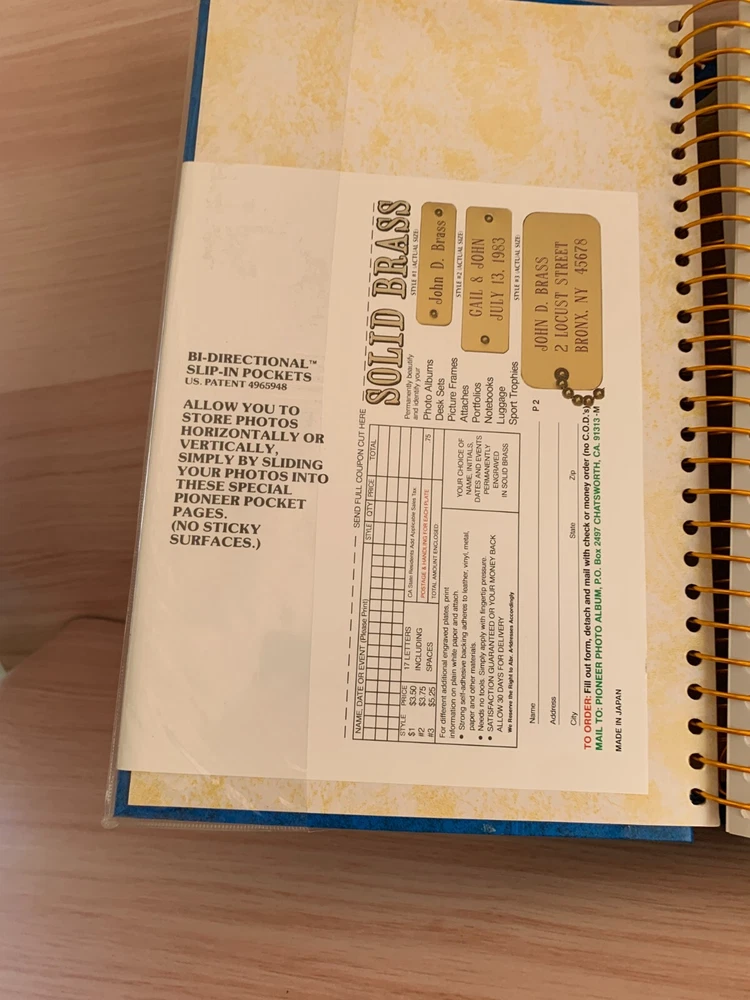 BI-DIRECTIONAL™
SLIP-IN POCKETS
US. PATENT 4965948
ALLOW YOU TO
STORE PHOTOS
HORIZONTALLY OR
VERTICALLY,
SIMPLY BY SLIDING
YOUR PHOTOS INTO
THESE SPECIAL
PIONEER POCKET
PAGES.
(NO STICKY
SURFACES.)
SEND FULL COUPON CUT HERE
NAME, DATE OR EVENT (Please Print) STYLE QTY PRICE TOTAL
STYLE PRICE
#1 $3.50 17 LETTERS
#2 $3.75 INCLUDING
#3 $5.25 SPACES
CA State Residents Add Applicable Sales Tax
POSTAGE & HANDLING FOR EACH PLATE .75
TOTAL AMOUNT ENCLOSED
For different additional engraved plates, print
information on plain white paper and attach.
• Strong self-adhesive backing adheres to leather, vinyl, metal,
paper and other materials.
• Needs no tools. Simply apply with fingertip pressure.
• SATISFACTION GUARANTEED OR YOUR MONEY BACK
ALLOW 30 DAYS FOR DELIVERY
We Reserve the Right to Abr. Addresses Accordingly
YOUR CHOICE OF
NAME, INITIALS,
DATES AND EVENTS
PERMANENTLY
ENGRAVED
IN SOLID BRASS
SOLID BRASS
Permanently beautify
and identify your
Photo Albums
Desk Sets
Picture Frames
Attaches
Portfolios
Notebooks
Luggage
Sport Trophies
STYLE #1 (ACTUAL SIZE)
John D. Brass
STYLE #2 (ACTUAL SIZE)
GAIL & JOHN
JULY 13, 1983
STYLE #3 (ACTUAL SIZE)
JOHN D. BRASS
2 LOCUST STREET
BRONX. NY 45678
P 2
Name
Address
City State Zip
TO ORDER: Fill out form, detach and mail with check or money order (no C.O.D.'s)
MAIL TO: PIONEER PHOTO ALBUM, P.O. Box 2497 CHATSWORTH, CA. 91313 - M
MADE IN JAPAN